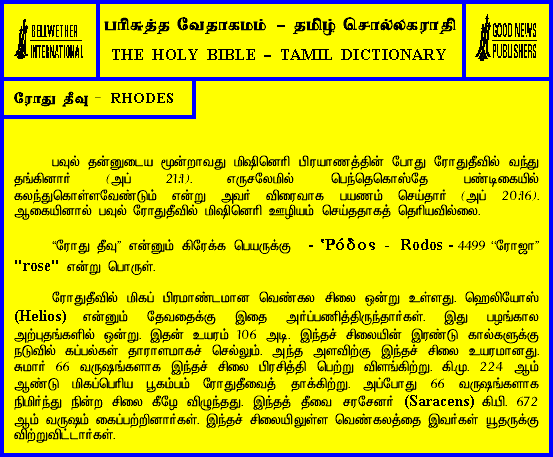 BELLWETHER
INTERNATIONAL
பரிசுத்த வேதாகமம் – தமிழ் சொல்லகராதி
THE HOLY BIBLE – TAMIL DICTIONARY
GOOD NEWS
PUBLISHERS
ரோது தீவு – RHODES
பவுல் தன்னுடைய மூன்றாவது மிஷினெரி பிரயாணத்தின் போது ரோதுதீவில் வந்து
தங்கினார் (அப் 21:1). எருசலேமில் பெந்தெகொஸ்தே பண்டிகையில்
கலந்துகொள்ளவேண்டும் என்று அவர் விரைவாக பயணம் செய்தார் (அப் 20:16).
ஆகையினால் பவுல் ரோதுதீவில் மிஷினெரி ஊழியம் செய்ததாகத் தெரியவில்லை.
“ரோது தீவு” என்னும் கிரேக்க பெயருக்கு - Ῥόδος - Rodos - 4499 “ரோஜா”
"rose" என்று பொருள்.
ரோதுதீவில் மிகப் பிரமாண்டமான வெண்கல சிலை ஒன்று உள்ளது. ஹெலியோஸ்
(Helios) என்னும் தேவதைக்கு இதை அர்ப்பணித்திருந்தார்கள். இது பழங்கால
அற்புதங்களில் ஒன்று. இதன் உயரம் 106 அடி. இந்தச் சிலையின் இரண்டு கால்களுக்கு
நடுவில் கப்பல்கள் தாராளமாகச் செல்லும். அந்த அளவிற்கு இந்தச் சிலை உயரமானது.
சுமார் 66 வருஷங்களாக இந்தச் சிலை பிரசித்தி பெற்று விளங்கிற்று. கி.மு. 224 ஆம்
ஆண்டு மிகப்பெரிய பூகம்பம் ரோதுதீவைத் தாக்கிற்று. அப்போது 66 வருஷங்களாக
நிமிர்ந்து நின்ற சிலை கீழே விழுந்தது. இந்தத் தீவை சரசேனர் (Saracens) கி.பி. 672
ஆம் வருஷம் கைப்பற்றினார்கள். இந்தச் சிலையிலுள்ள வெண்கலத்தை இவர்கள் யூதருக்கு
விற்றுவிட்டார்கள்.